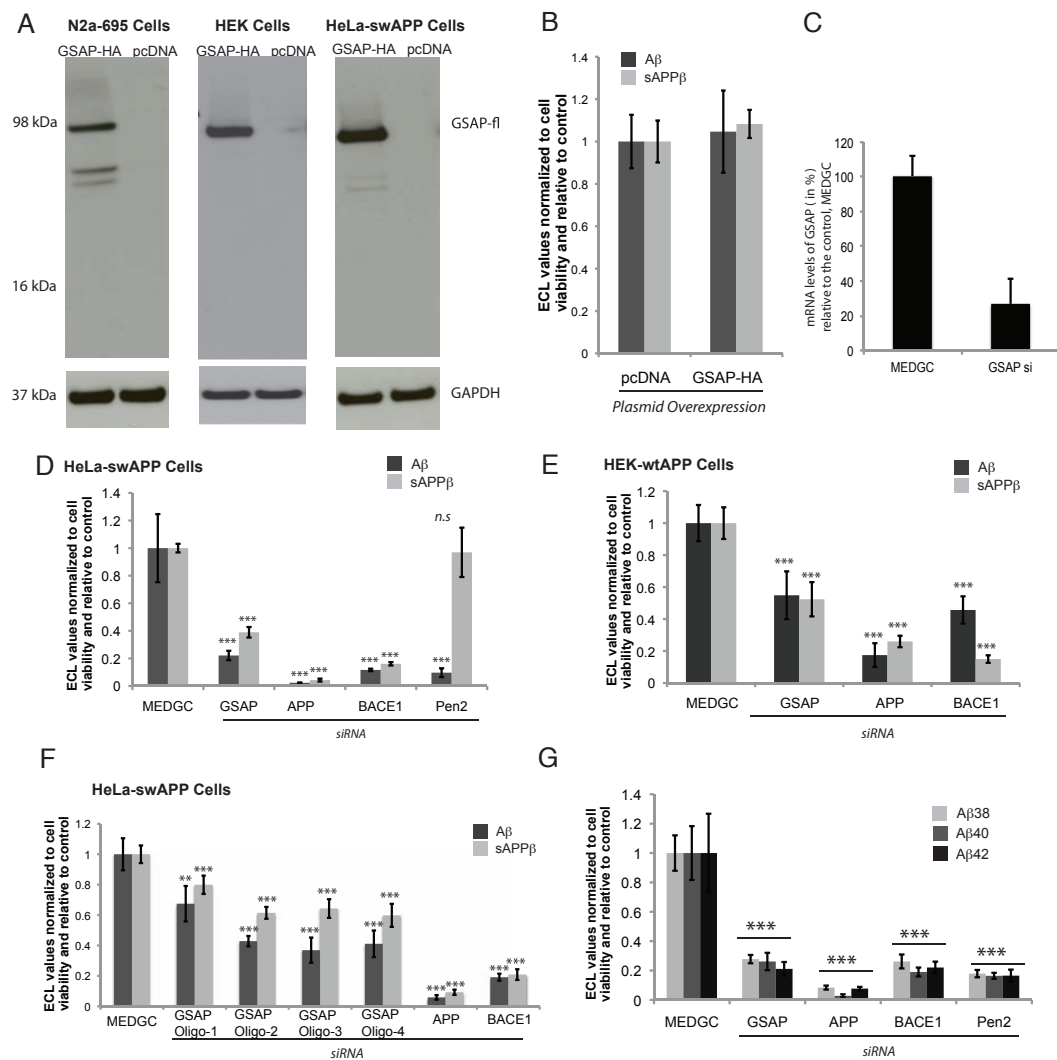 A
N2a-695 Cells
HEK Cells
HeLa-swAPP Cells
GSAP-HA pcDNA
GSAP-HA pcDNA
GSAP-HA pcDNA
98 kDa
GSAP-fl
16 kDa
37 kDa
GAPDH
B
Aβ
sAPPβ
ECL values normalized to cell
viability and relative to control
1.4
1.2
1
0.8
0.6
0.4
0.2
0
pcDNA GSAP-HA
Plasmid Overexpression
C
mRNA levels of GSAP ( in %)
relative to the control, MEDGC
120
100
80
60
40
20
0
MEDGC GSAP si
D HeLa-swAPP Cells
Aβ
sAPPβ
ECL values normalized to cell
viability and relative to control
1.4
1.2
1
0.8
0.6
0.4
0.2
0
*** ***
*** ***
*** ***
***
n.s
MEDGC GSAP APP BACE1 Pen2
siRNA
E HEK-wtAPP Cells
Aβ
sAPPβ
ECL values normalized to cell
viability and relative to control
1.2
1
0.8
0.6
0.4
0.2
0
*** ***
*** ***
*** ***
MEDGC GSAP APP BACE1
siRNA
F
HeLa-swAPP Cells
Aβ
sAPPβ
ECL values normalized to cell
viability and relative to control
1.2
1
0.8
0.6
0.4
0.2
0
** ***
*** ***
*** ***
*** ***
*** ***
*** ***
MEDGC GSAP GSAP GSAP GSAP APP BACE1
Oligo-1 Oligo-2 Oligo-3 Oligo-4
siRNA
G
Aβ38
Aβ40
Aβ42
ECL values normalized to cell
viability and relative to control
1.4
1.2
1
0.8
0.6
0.4
0.2
0
***
***
***
***
MEDGC GSAP APP BACE1 Pen2
siRNA